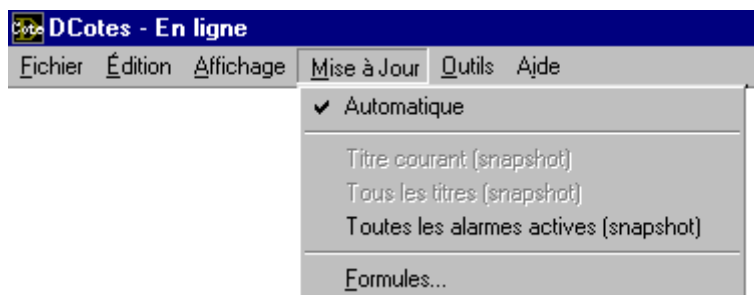 Cote DCotes - En ligne
Fichier Édition Affichage Mise à Jour Outils Aide
✔ Automatique
Titre courant (snapshot)
Tous les titres (snapshot)
Toutes les alarmes actives (snapshot)
Formules...